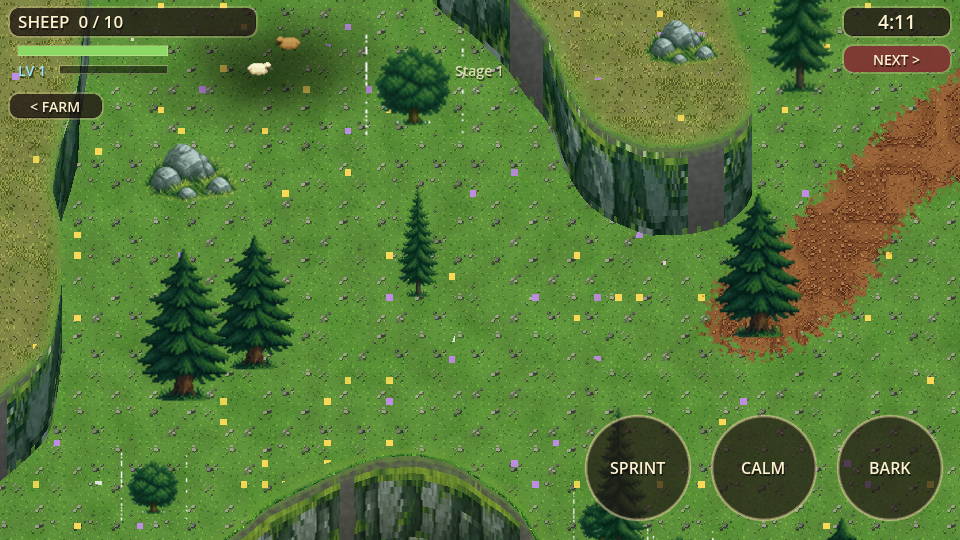 SHEEP 0 / 10
4:11
LV 1
Stage 1
NEXT >
< FARM
SPRINT
CALM
BARK